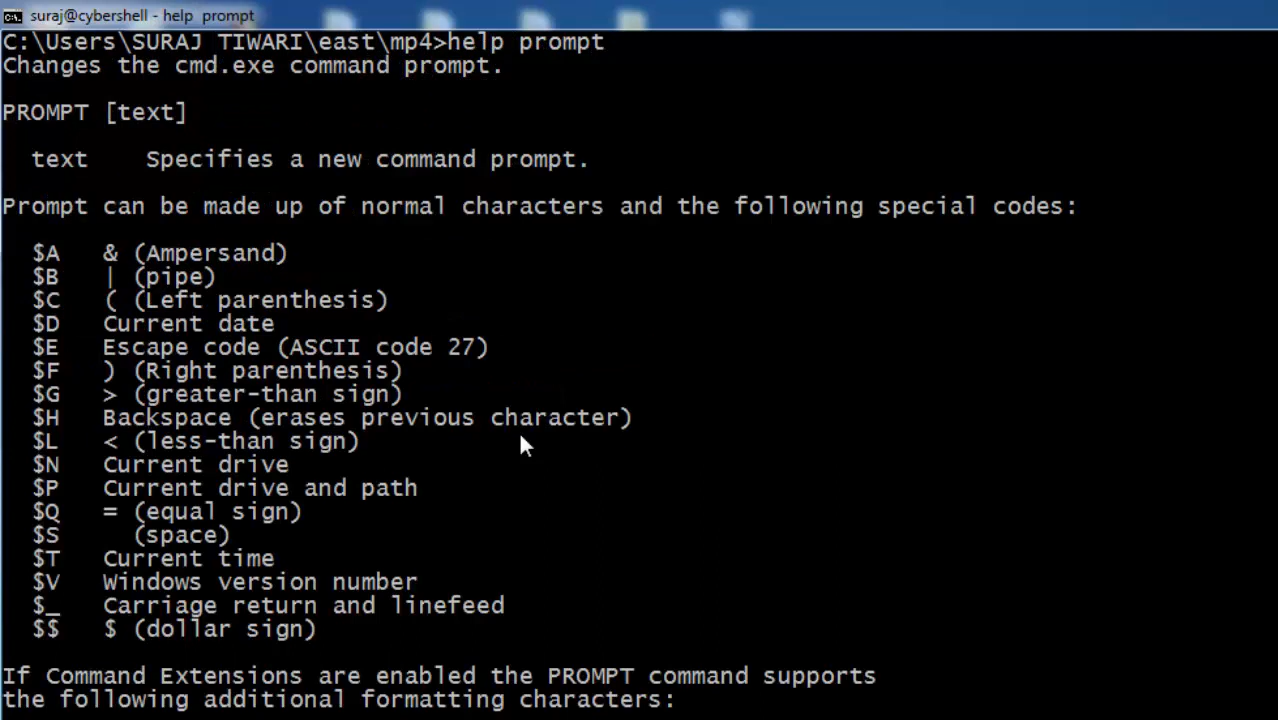 suraj@cybershell - help  prompt
C:\Users\SURAJ TIWARI\east\mp4>help prompt
Changes the cmd.exe command prompt.
PROMPT [text]
text    Specifies a new command prompt.
Prompt can be made up of normal characters and the following special codes:
$A   & (Ampersand)
$B   | (pipe)
$C   ( (Left parenthesis)
$D   Current date
$E   Escape code (ASCII code 27)
$F   ) (Right parenthesis)
$G   > (greater-than sign)
$H   Backspace (erases previous character)
$L   < (less-than sign)
$N   Current drive
$P   Current drive and path
$Q   = (equal sign)
$S     (space)
$T   Current time
$V   Windows version number
$_   Carriage return and linefeed
$$   $ (dollar sign)
If Command Extensions are enabled the PROMPT command supports
the following additional formatting characters: